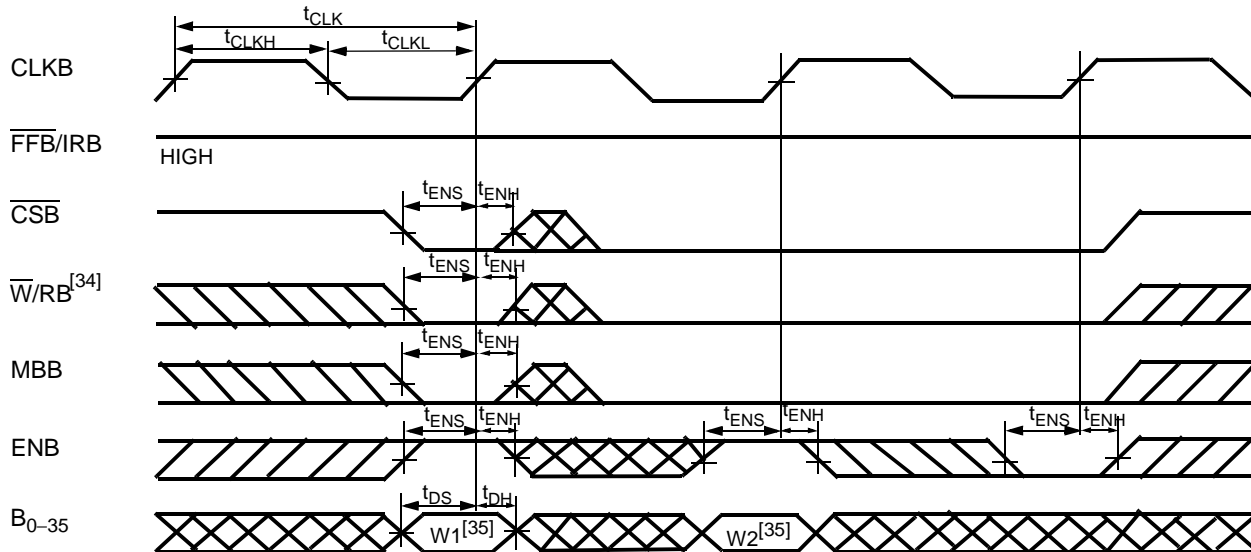 tCLK
tCLKH tCLKL
CLKB
FFB/IRB
HIGH
tENS tENH
CSB
tENS tENH
W/RB[34]
tENS tENH
MBB
tENS tENH tENS tENH tENS tENH
ENB
tDS tDH
B0–35 W1[35] W2[35]